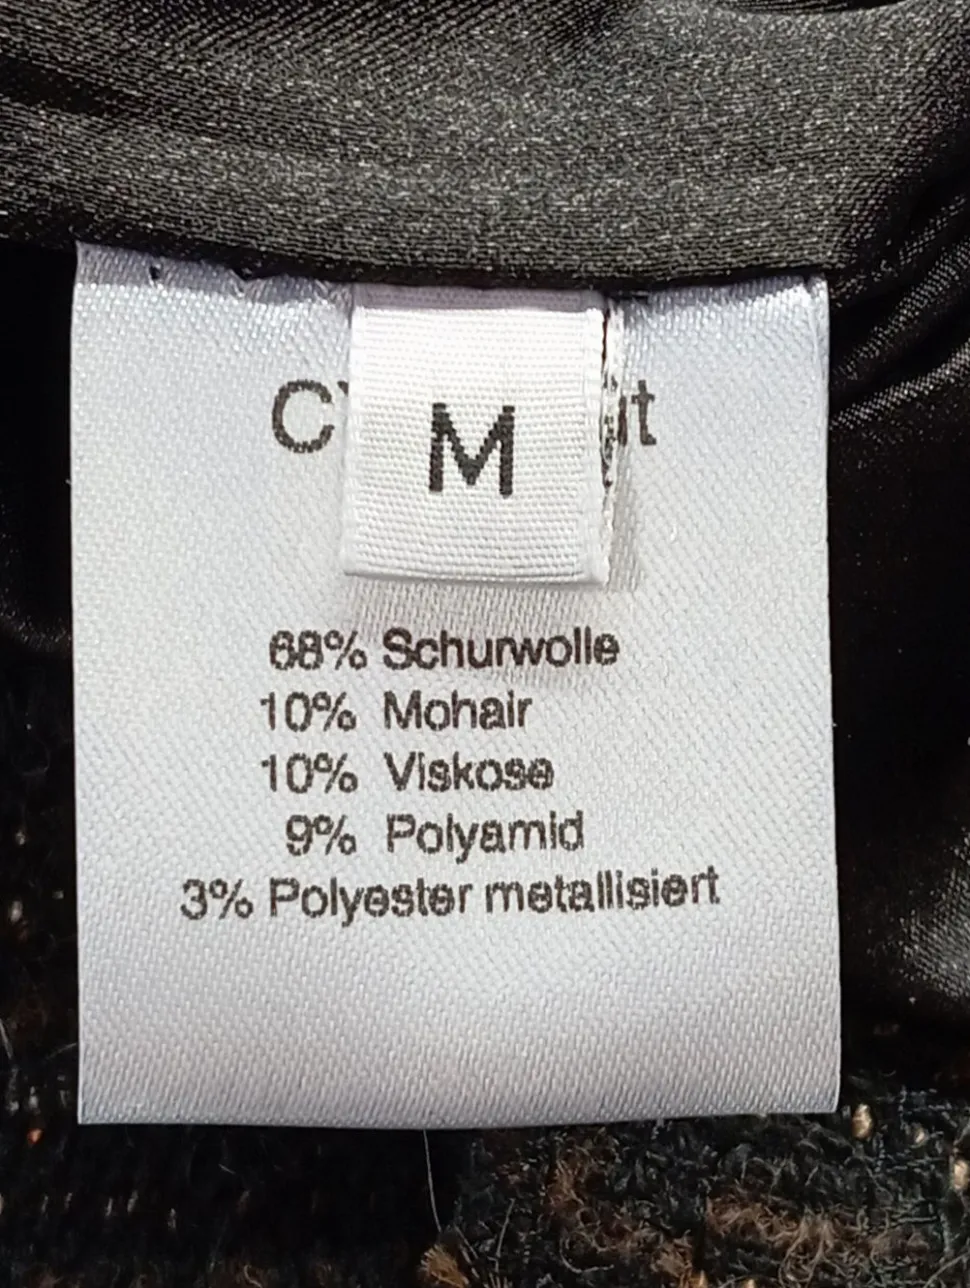 M
68% Schurwolle
10% Mohair
10% Viskose
9% Polyamid
3% Polyester metallisiert